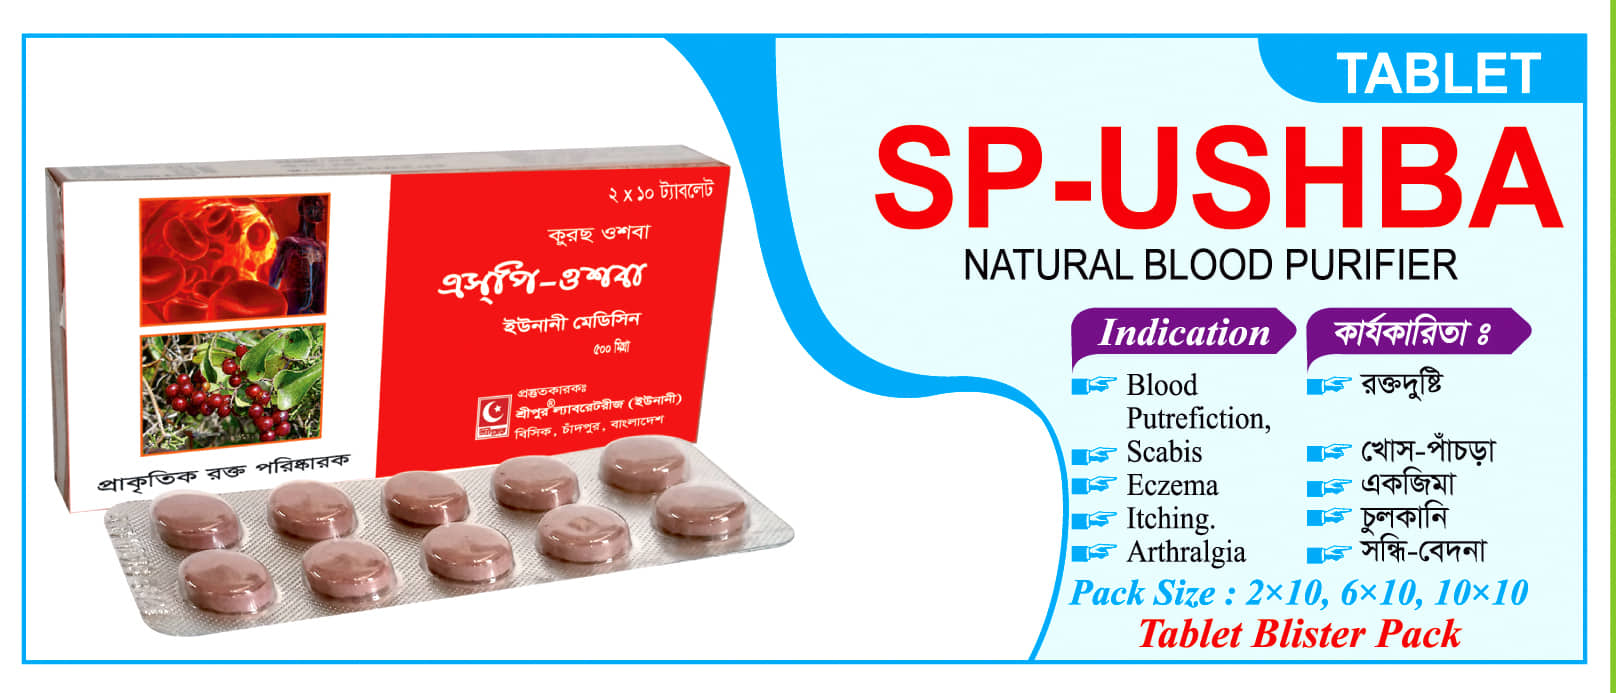 ২ x ১০ ট্যাবলেট
কুরছ ওশবা
এস্পি-ওশবা
ইউনানী মেডিসিন
৫০০ মিগ্রা
প্রস্তুতকারকঃ
শ্রীপুর® ল্যাবরেটরীজ (ইউনানী)
বিসিক, চাঁদপুর, বাংলাদেশ
প্রাকৃতিক রক্ত পরিষ্কারক
TABLET
SP-USHBA
NATURAL BLOOD PURIFIER
Indication
Blood
Putrefiction,
Scabis
Eczema
Itching.
Arthralgia
কার্যকারিতা ঃ
রক্তদুষ্টি
খোস-পাঁচড়া
একজিমা
চুলকানি
সন্ধি-বেদনা
Pack Size : 2×10, 6×10, 10×10
Tablet Blister Pack